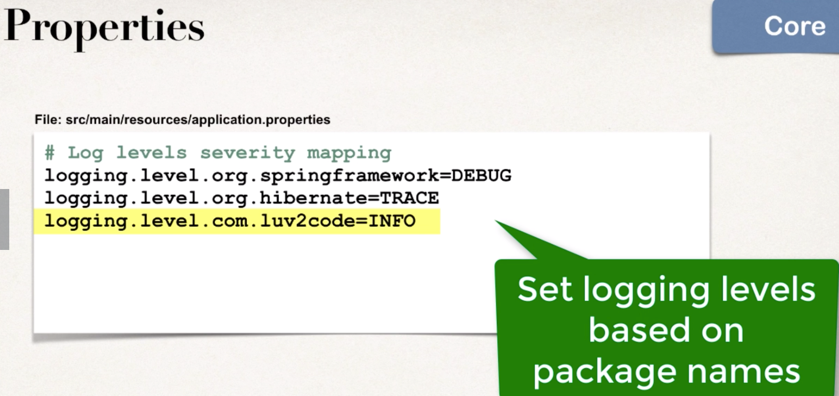 Properties
Core
File: src/main/resources/application.properties
# Log levels severity mapping
logging.level.org.springframework=DEBUG
logging.level.org.hibernate=TRACE
logging.level.com.luv2code=INFO
Set logging levels
based on
package names